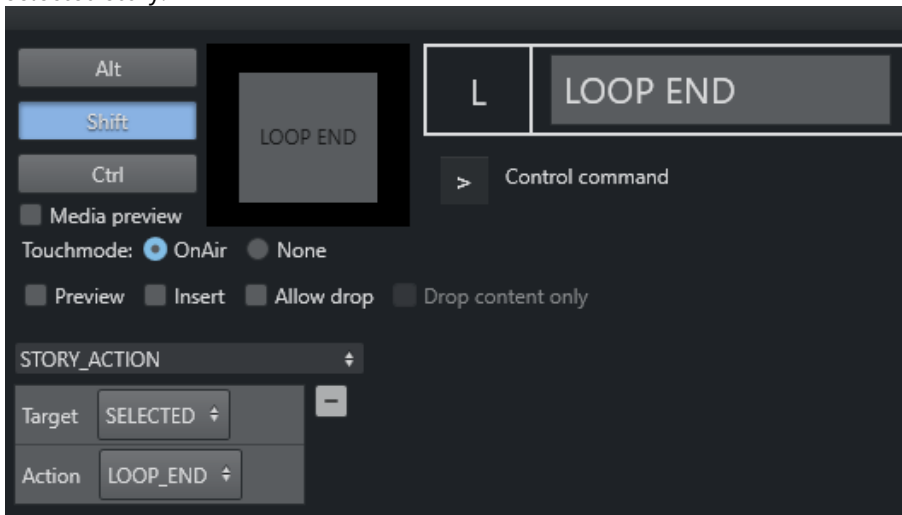 Alt
Shift
Ctrl
LOOP END
L
LOOP END
> Control command
Media preview
Touchmode: OnAir None
Preview Insert Allow drop Drop content only
STORY_ACTION
Target SELECTED
Action LOOP_END